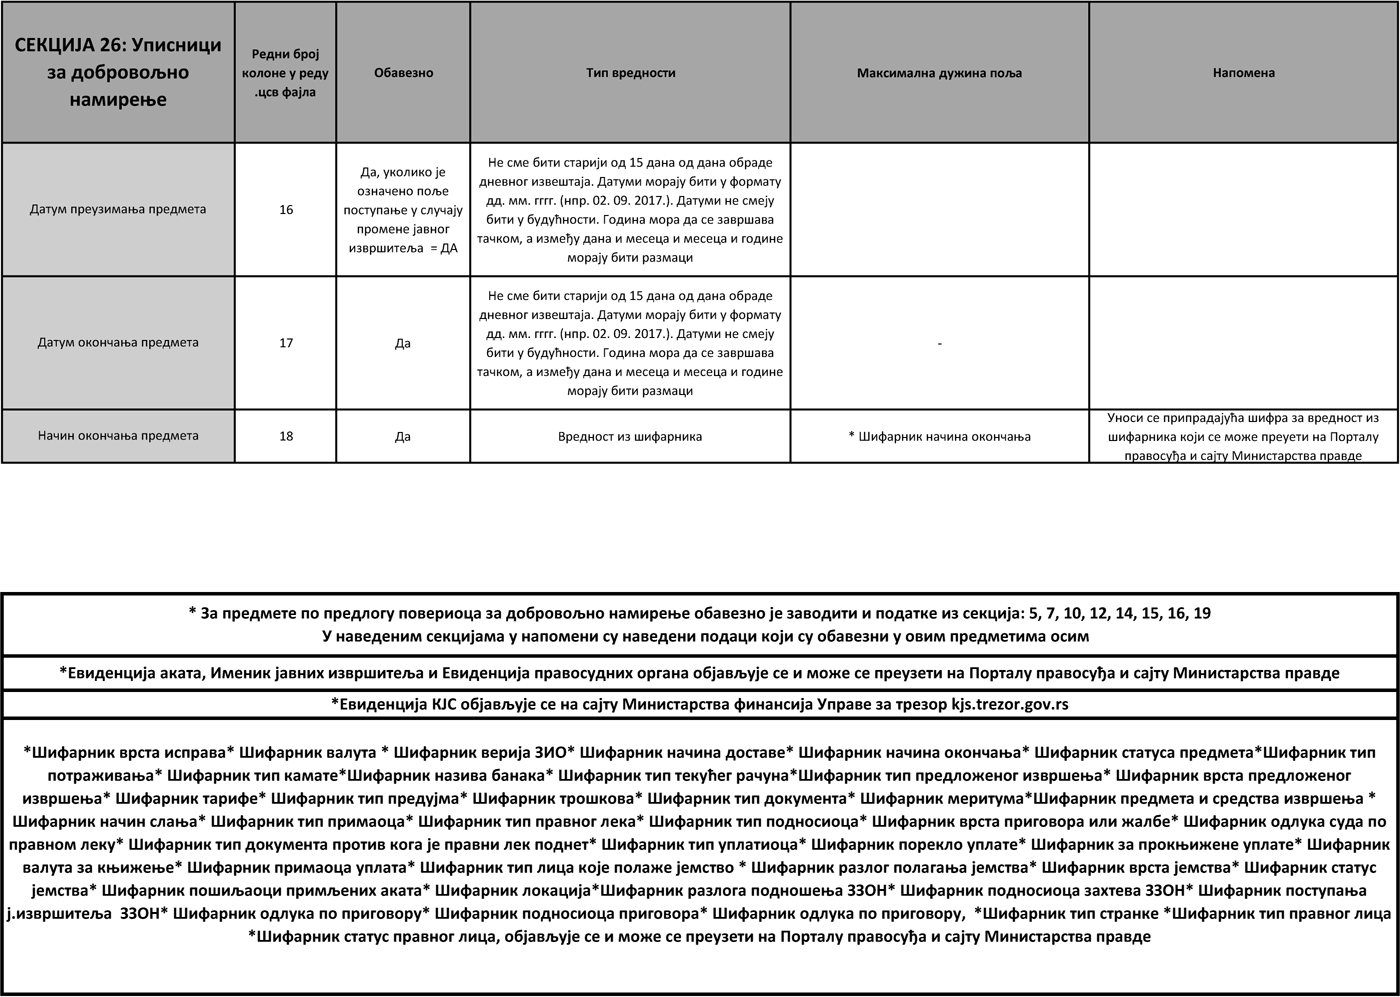 СЕКЦИЈА 26: Уписници
за добровољно
намирење
Редни број
колоне у реду
.цсв фајла
Обавезно
Тип вредности
Максимална дужина поља
Напомена
Датум преузимања предмета
16
Да, уколико је
означено поље
поступање у случају
промене јавног
извршитеља = ДА
Не сме бити старији од 15 дана од дана обраде
дневног извештаја. Датуми морају бити у формату
дд. мм. гггг. (нпр. 02. 09. 2017.). Датуми не смеју
бити у будућности. Година мора да се завршава
тачком, а између дана и месеца и месеца и године
морају бити размаци
Датум окончања предмета
17
Да
Не сме бити старији од 15 дана од дана обраде
дневног извештаја. Датуми морају бити у формату
дд. мм. гггг. (нпр. 02. 09. 2017.). Датуми не смеју
бити у будућности. Година мора да се завршава
тачком, а између дана и месеца и месеца и године
морају бити размаци
-
Начин окончања предмета
18
Да
Вредност из шифарника
* Шифарник начина окончања
Уноси се припрадајућа шифра за вредност из
шифарника који се може преуети на Порталу
правосуђа и сајту Министарства правде
* За предмете по предлогу повериоца за добровољно намирење обавезно је заводити и податке из секција: 5, 7, 10, 12, 14, 15, 16, 19
У наведеним секцијама у напомени су наведени подаци који су обавезни у овим предметима осим
*Евиденција аката, Именик јавних извршитеља и Евиденција правосудних органа објављује се и може се преузети на Порталу правосуђа и сајту Министарства правде
*Евиденција КЈС објављује се на сајту Министарства финансија Управе за трезор kjs.trezor.gov.rs
*Шифарник врста исправа* Шифарник валута * Шифарник верија ЗИО* Шифарник начина доставе* Шифарник начина окончања* Шифарник статуса предмета*Шифарник тип
потраживања* Шифарник тип камате*Шифарник назива банака* Шифарник тип текућег рачуна*Шифарник тип предложеног извршења* Шифарник врста предложеног
извршења* Шифарник тарифе* Шифарник тип предујма* Шифарник трошкова* Шифарник тип документа* Шифарник меритума*Шифарник предмета и средства извршења *
Шифарник начин слања* Шифарник тип примаоца* Шифарник тип правног лека* Шифарник тип подносиоца* Шифарник врста приговора или жалбе* Шифарник одлука суда по
правном леку* Шифарник тип документа против кога је правни лек поднет* Шифарник тип уплатиоца* Шифарник порекло уплате* Шифарник за прокњижене уплате* Шифарник
валута за књижење* Шифарник примаоца уплата* Шифарник тип лица које полаже јемство * Шифарник разлог полагања јемства* Шифарник врста јемства* Шифарник статус
јемства* Шифарник пошиљаоци примљених аката* Шифарник локација*Шифарник разлога подношења ЗЗОН* Шифарник подносиоца захтева ЗЗОН* Шифарник поступања
ј.извршитеља ЗЗОН* Шифарник одлука по приговору* Шифарник подносиоца приговора* Шифарник одлука по приговору, *Шифарник тип странке *Шифарник тип правног лица
*Шифарник статус правног лица, објављује се и може се преузети на Порталу правосуђа и сајту Министарства правде